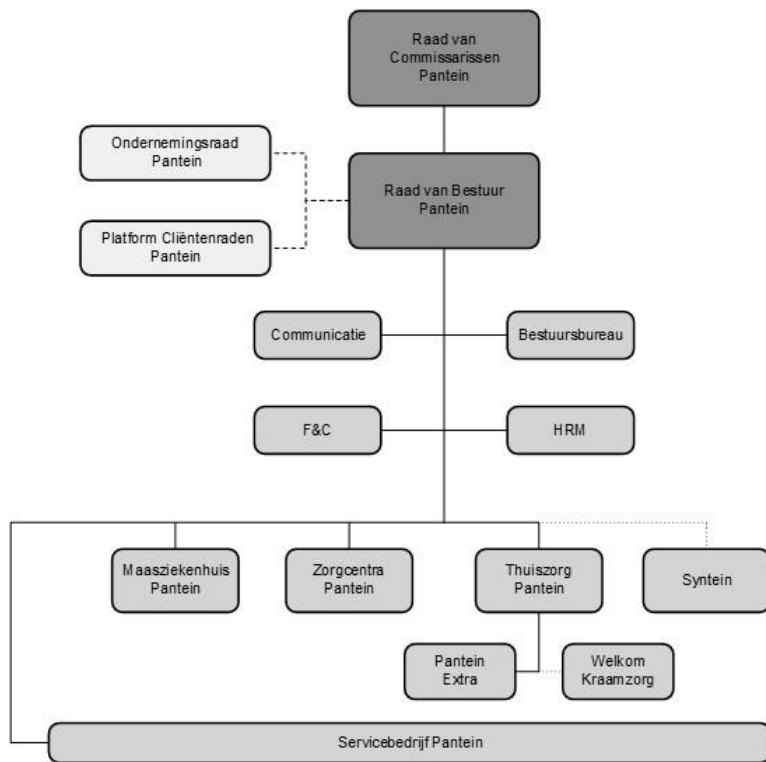 Raad van
Commissarissen
Pantein
Ondernemingsraad
Pantein
Raad van Bestuur
Pantein
Platform Cliëntenraden
Pantein
Communicatie
Bestuursbureau
F&C
HRM
Maasziekenhuis
Pantein
Zorgcentra
Pantein
Thuiszorg
Pantein
Syntein
Pantein
Extra
Welkom
Kraamzorg
Servicebedrijf Pantein